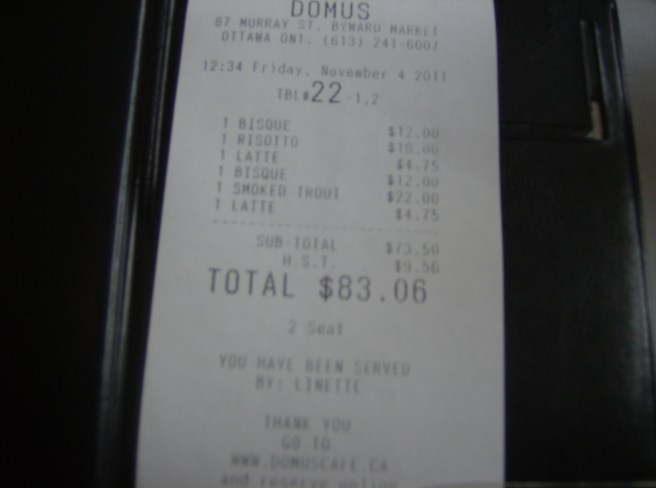 DOMUS
87 MURRAY ST. BYWARD MARKET
OTTAWA ONT. (613) 241-6007
12:34 Friday, November 4 2011
TBL#22-1,2
1 BISQUE $12.00
1 RISOTTO $18.00
1 LATTE $4.75
1 BISQUE $12.00
1 SMOKED TROUT $22.00
1 LATTE $4.75
SUB-TOTAL $73.50
H.S.T. $9.56
TOTAL $83.06
2 Seat
YOU HAVE BEEN SERVED
BY: LINETTE
THANK YOU
GO TO
WWW.DOMUSCAFE.CA
and reserve online